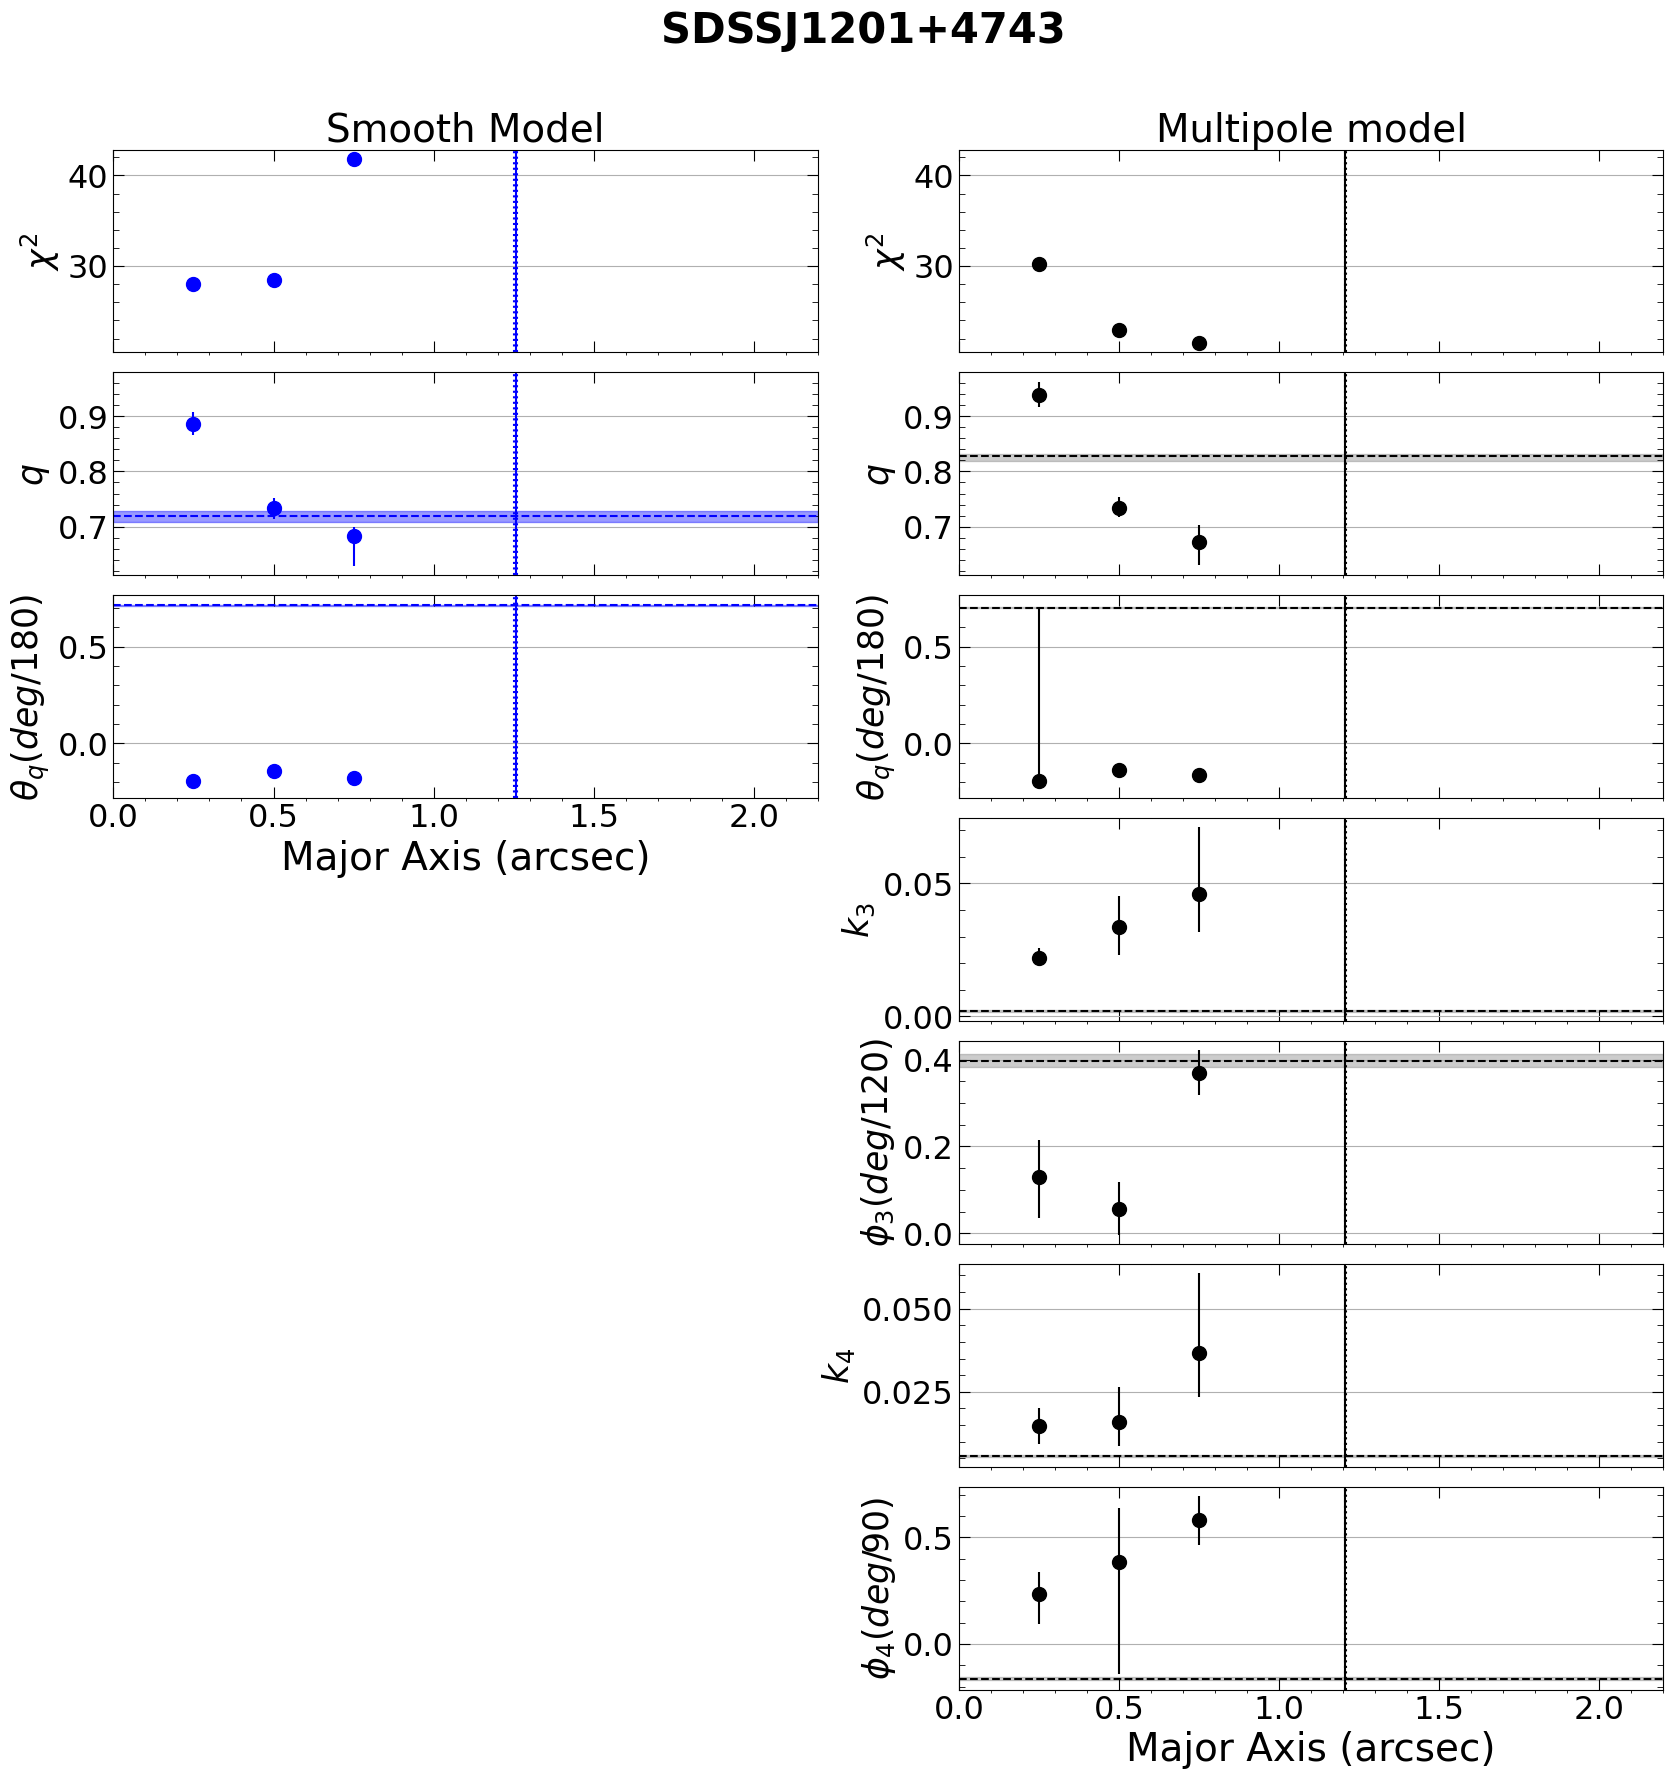 SDSSJ1201+4743
Smooth Model
χ²
40
30
q
0.9
0.8
0.7
θ_q(deg/180)
0.5
0.0
0.0 0.5 1.0 1.5 2.0
Major Axis (arcsec)
Multipole model
χ²
40
30
q
0.9
0.8
0.7
θ_q(deg/180)
0.5
0.0
k₃
0.05
0.00
ϕ₃(deg/120)
0.4
0.2
0.0
k₄
0.050
0.025
ϕ₄(deg/90)
0.5
0.0
0.0 0.5 1.0 1.5 2.0
Major Axis (arcsec)